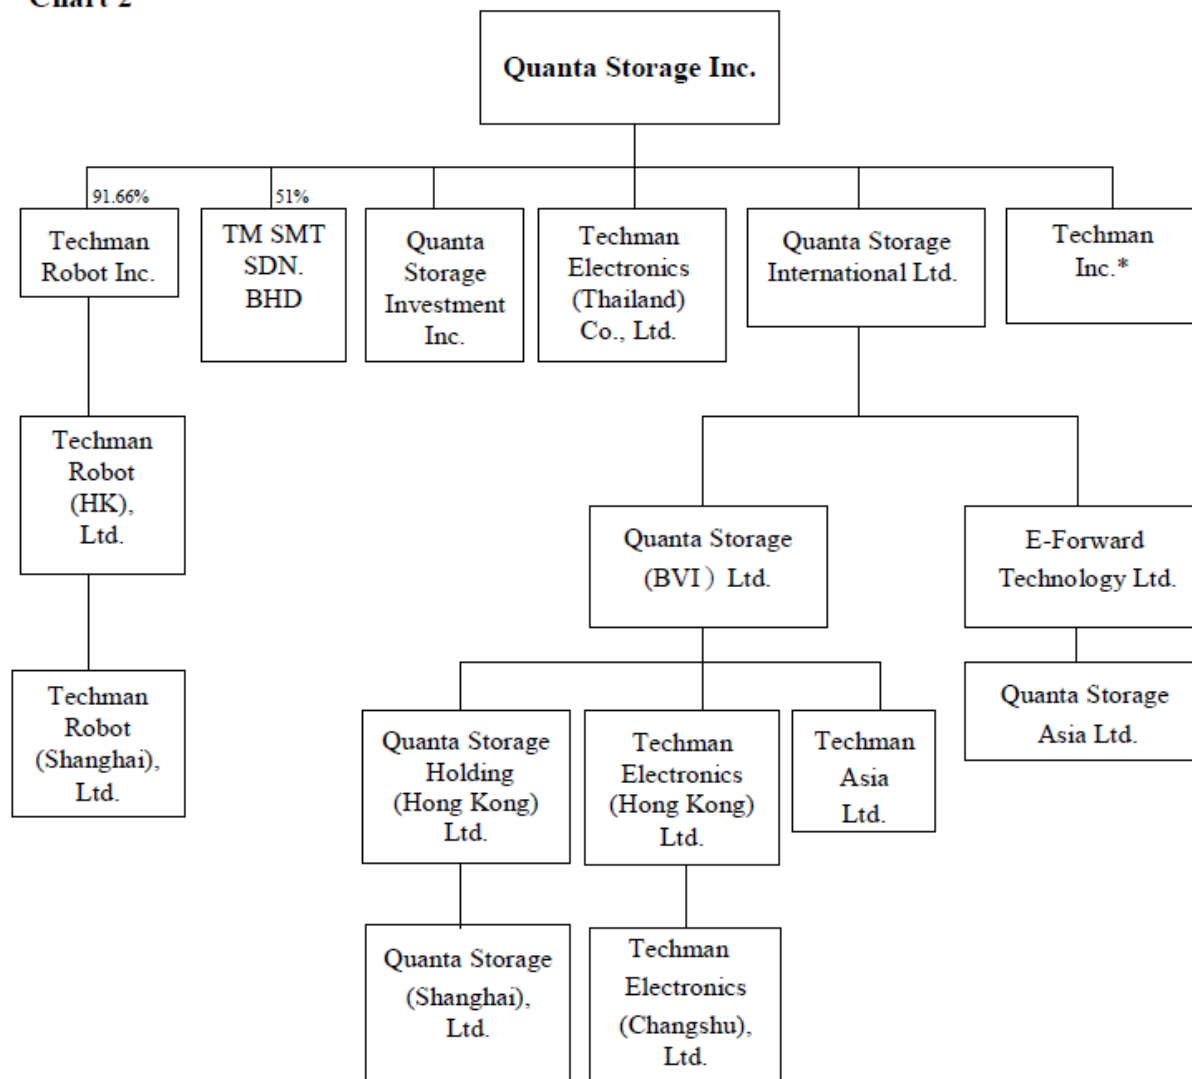 Chart 2
Quanta Storage Inc.
91.66%
51%
Techman
Robot Inc.
TM SMT
SDN.
BHD
Quanta
Storage
Investment
Inc.
Techman
Electronics
(Thailand)
Co., Ltd.
Quanta Storage
International Ltd.
Techman
Inc.*
Techman
Robot
(HK),
Ltd.
Quanta Storage
(BVI）Ltd.
E-Forward
Technology Ltd.
Techman
Robot
(Shanghai),
Ltd.
Quanta Storage
Holding
(Hong Kong)
Ltd.
Techman
Electronics
(Hong Kong)
Ltd.
Techman
Asia
Ltd.
Quanta Storage
Asia Ltd.
Quanta Storage
(Shanghai),
Ltd.
Techman
Electronics
(Changshu),
Ltd.